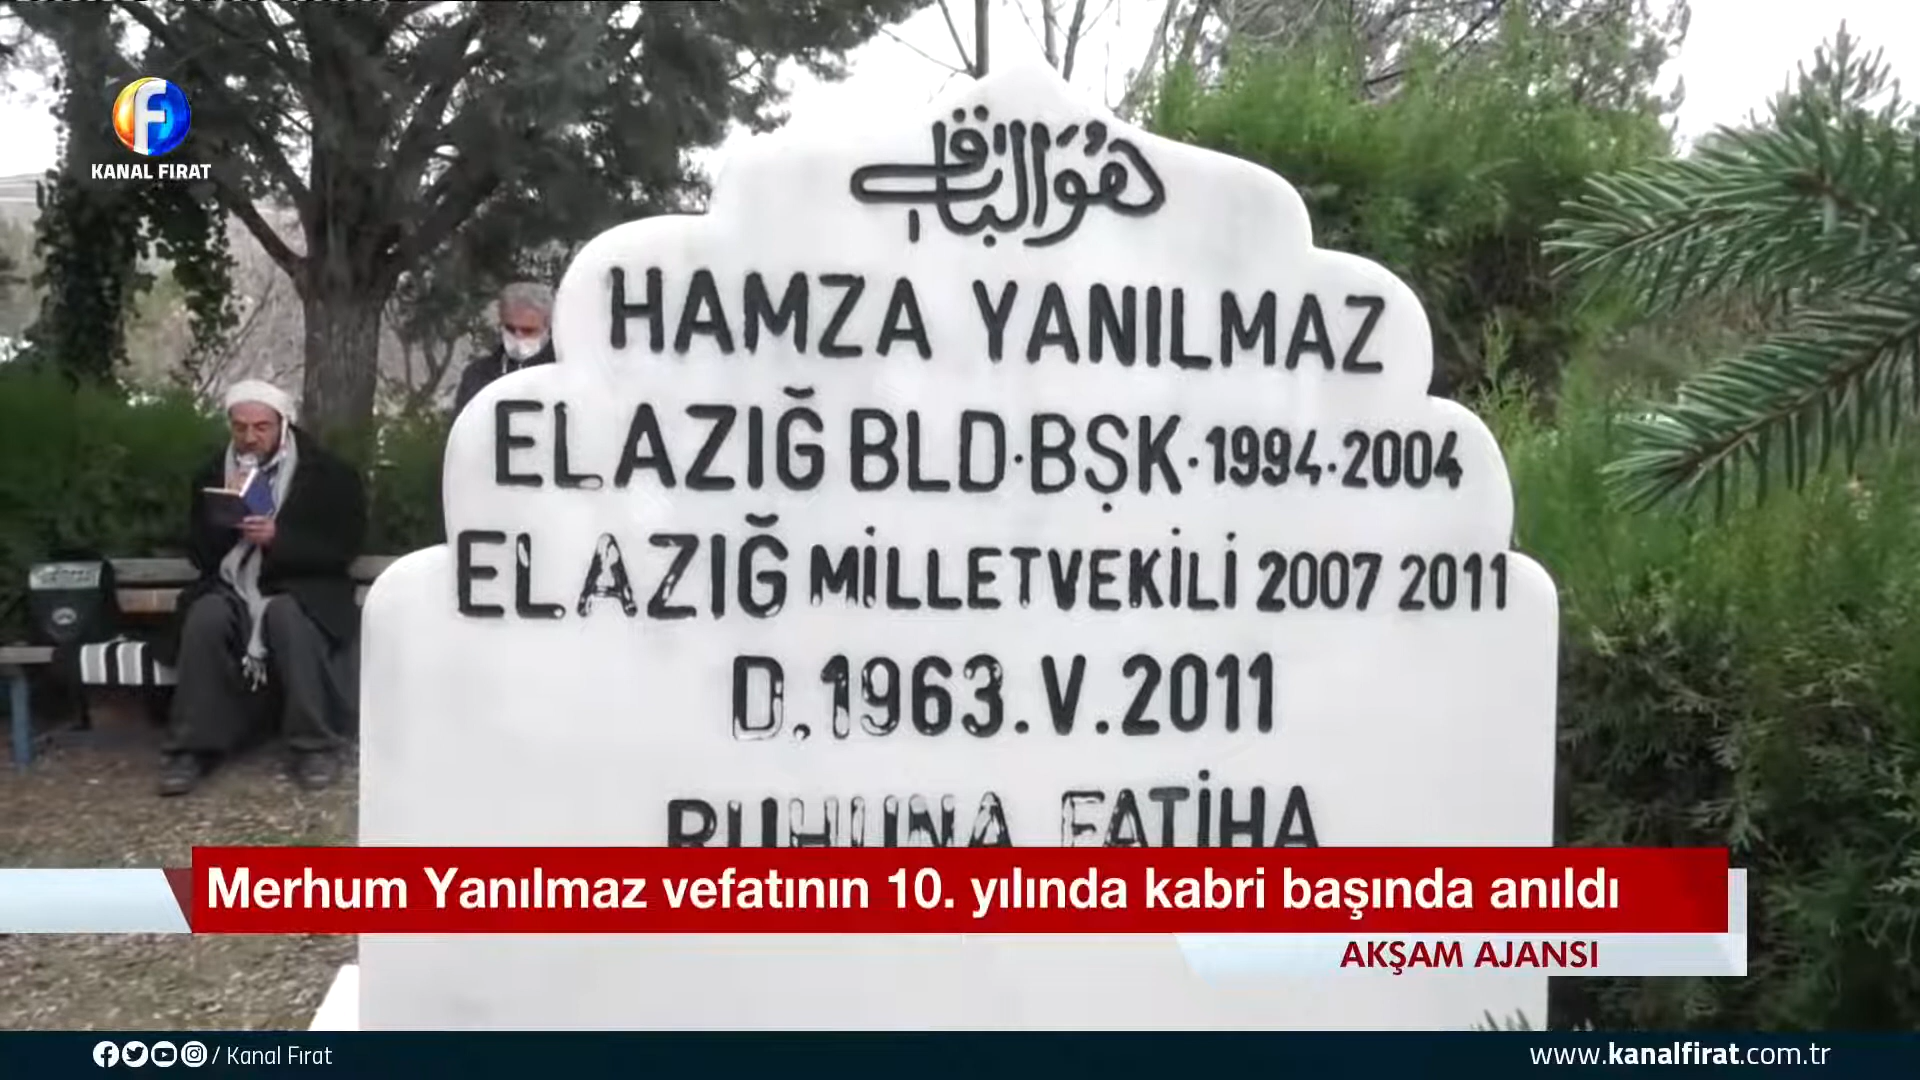 KANAL FIRAT
هُوَ الباقي
HAMZA YANILMAZ
ELAZIĞ BLD·BŞK·1994·2004
ELAZIĞ MİLLETVEKİLİ 2007 2011
D.1963.V.2011
RUHUNA FATİHA
Merhum Yanılmaz vefatının 10. yılında kabri başında anıldı
AKŞAM AJANSI
/ Kanal Fırat
www.kanalfirat.com.tr